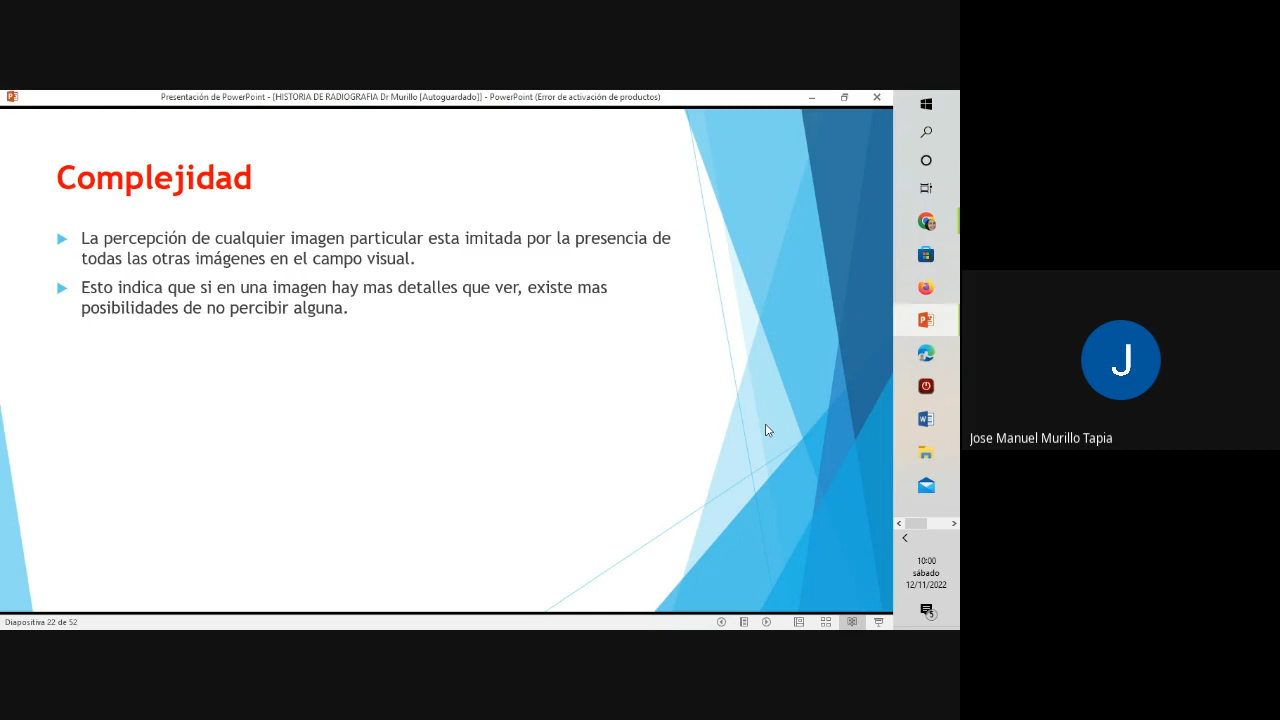 Presentación de PowerPoint - [HISTORIA DE RADIOGRAFIA Dr Murillo [Autoguardado]] - PowerPoint (Error de activación de productos)
Complejidad
La percepción de cualquier imagen particular esta imitada por la presencia de
todas las otras imágenes en el campo visual.
Esto indica que si en una imagen hay mas detalles que ver, existe mas
posibilidades de no percibir alguna.
J
Jose Manuel Murillo Tapia
10:00
sábado
12/11/2022
5
Diapositiva 22 de 52